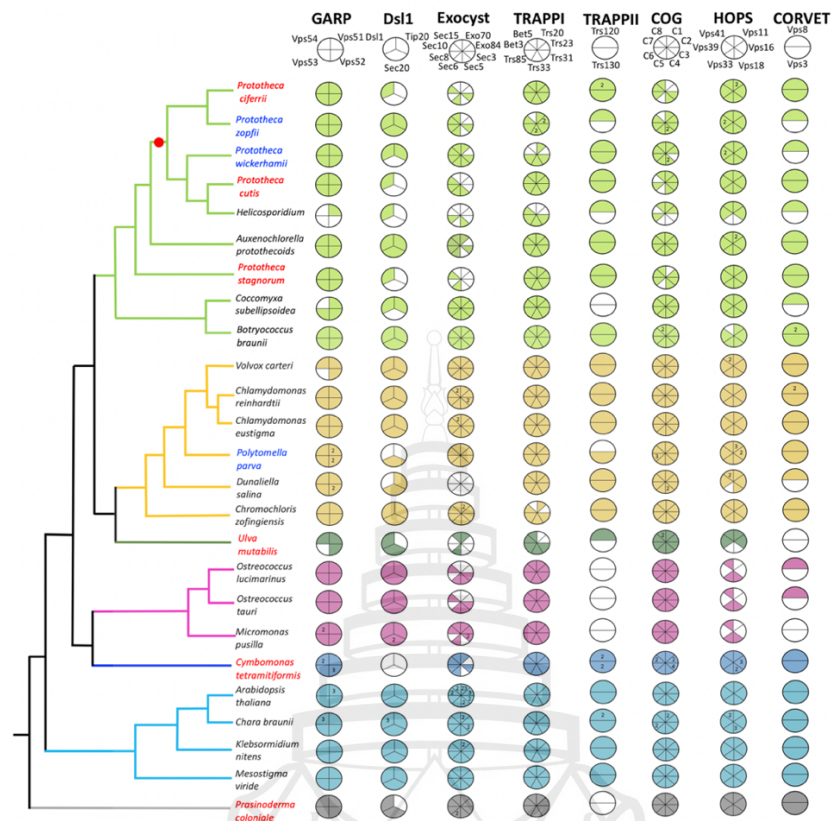 GARP Dsl1 Exocyst TRAPPI TRAPPII COG HOPS CORVET
Vps54 Vps51 Dsl1 Tip20 Sec15 Exo70 Bet5 Trs20 Trs120 C8 C1 Vps41 Vps11 Vps8
Sec10 Exo84 Bet3 Trs23 C7 C2 Vps39 Vps16
Sec8 Sec3 Trs85 Trs31 C6 C3
Vps53 Vps52 Sec20 Sec6 Sec5 Trs33 Trs130 C5 C4 Vps33 Vps18 Vps3
Prototheca
ciferrii
Prototheca
zopfii
Prototheca
wickerhamii
Prototheca
cutis
Helicosporidium
Auxenochlorella
protothecoids
Prototheca
stagnorum
Coccomyxa
subellipsoidea
Botryococcus
braunii
Volvox carteri
Chlamydomonas
reinhardtii
Chlamydomonas
eustigma
Polytomella
parva
Dunaliella
salina
Chromochloris
zofingiensis
Ulva
mutabilis
Ostreococcus
lucimarinus
Ostreococcus
tauri
Micromonas
pusilla
Cymbomonas
tetramitiformis
Arabidopsis
thaliana
Chara braunii
Klebsormidium
nitens
Mesostigma
viride
Prasinoderma
coloniale